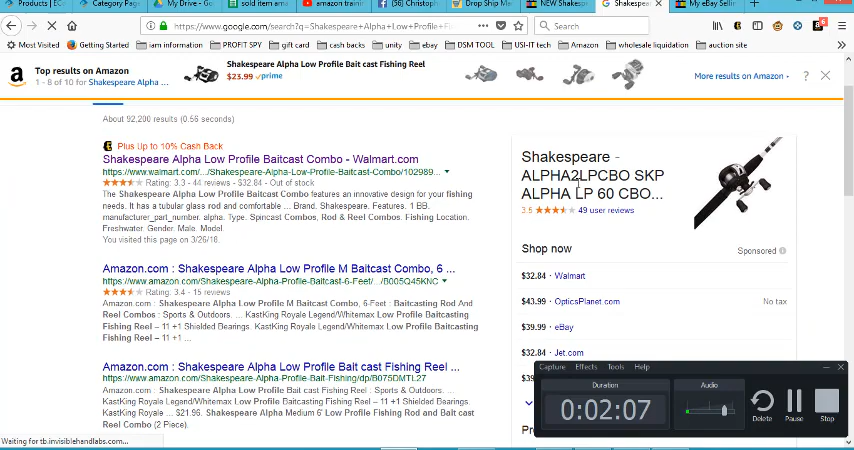 Products | Ec
Category Page
My Drive - Go
sold item ama
amazon trainin
(8) Christoph
Drop Ship Ma
NEW Shakesp
Shakespea
My eBay Sellin
https://www.google.com/search?q=Shakespeare+Alpha+Low+Profile+Fi
Search
Most Visited
Getting Started
iam information
PROFIT SPY
gift card
cash backs
unity
ebay
DSM TOOL
USI-IT tech
Amazon
wholesale liquidation
auction site
Top results on Amazon
1 - 8 of 10 for Shakespeare Alpha ...
Shakespeare Alpha Low Profile Bait cast Fishing Reel
$23.99 prime
More results on Amazon
About 92,200 results (0.56 seconds)
Plus Up to 10% Cash Back
Shakespeare Alpha Low Profile Baitcast Combo - Walmart.com
https://www.walmart.com/.../Shakespeare-Alpha-Low-Profile-Baitcast-Combo/102989...
Rating: 3.3 - 44 reviews - $32.84 - Out of stock
The Shakespeare Alpha Low Profile Baitcast Combo features an innovative design for your fishing
needs. It has a tubular glass rod and comfortable ... Brand. Shakespeare. Features. 1 BB.
manufacturer_part_number. alpha. Type. Spincast Combos, Rod & Reel Combos. Fishing Location.
Freshwater. Gender. Male. Model.
You visited this page on 3/26/18.
Amazon.com : Shakespeare Alpha Low Profile M Baitcast Combo, 6 ...
https://www.amazon.com/Shakespeare-Alpha-Profile-Baitcast-6-Feet/.../B005Q45KNC
Rating: 3.4 - 15 reviews
Amazon.com : Shakespeare Alpha Low Profile M Baitcast Combo, 6-Feet : Baitcasting Rod And
Reel Combos : Sports & Outdoors. ... KastKing Royale Legend/Whitemax Low Profile Baitcasting
Fishing Reel – 11 +1 Shielded Bearings. KastKing Royale Legend/Whitemax Low Profile Baitcasting
Fishing Reel – 11 +1 ...
Amazon.com : Shakespeare Alpha Low Profile Bait cast Fishing Reel ...
https://www.amazon.com/Shakespeare-Alpha-Profile-Bait-Fishing/dp/B075DMTL27
Amazon.com : Shakespeare Alpha Low Profile Bait cast Fishing Reel : Sports & Outdoors. ...
KastKing Royale Legend/Whitemax Low Profile Baitcasting Fishing Reel – 11 +1 Shielded Bearings.
KastKing Royale ... $21.95. Shakespeare Alpha Medium 6' Low Profile Fishing Rod and Bait cast
Reel Combo (2 Piece).
Shakespeare -
ALPHA2LPCBO SKP
ALPHA LP 60 CBO...
3.5 49 user reviews
Shop now
Sponsored
$32.84 · Walmart
$43.99 · OpticsPlanet.com
No tax
$39.99 · eBay
$32.84 · Jet.com
Capture
Effects
Tools
Help
Duration
0:02:07
Audio
Delete
Pause
Stop
Waiting for tb.invisiblehandlabs.com...